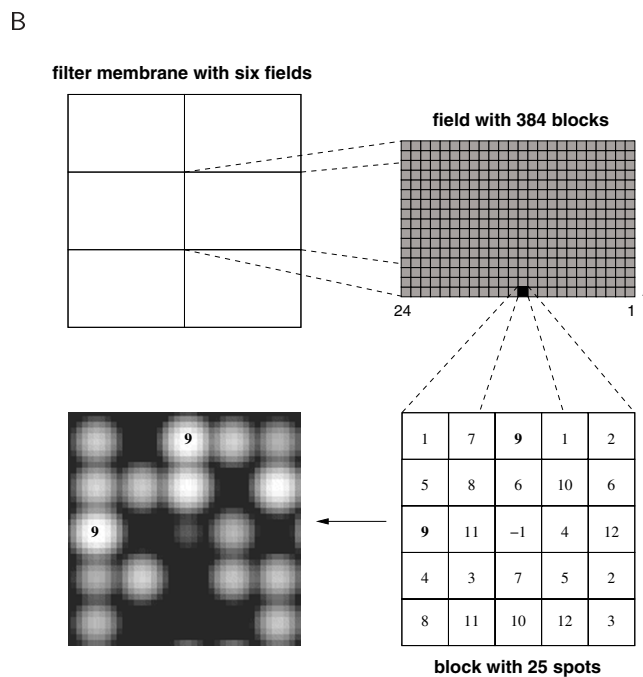 B
filter membrane with six fields
field with 384 blocks
24 1
9
9
1 7 9 1 2
5 8 6 10 6
9 11 −1 4 12
4 3 7 5 2
8 11 10 12 3
block with 25 spots